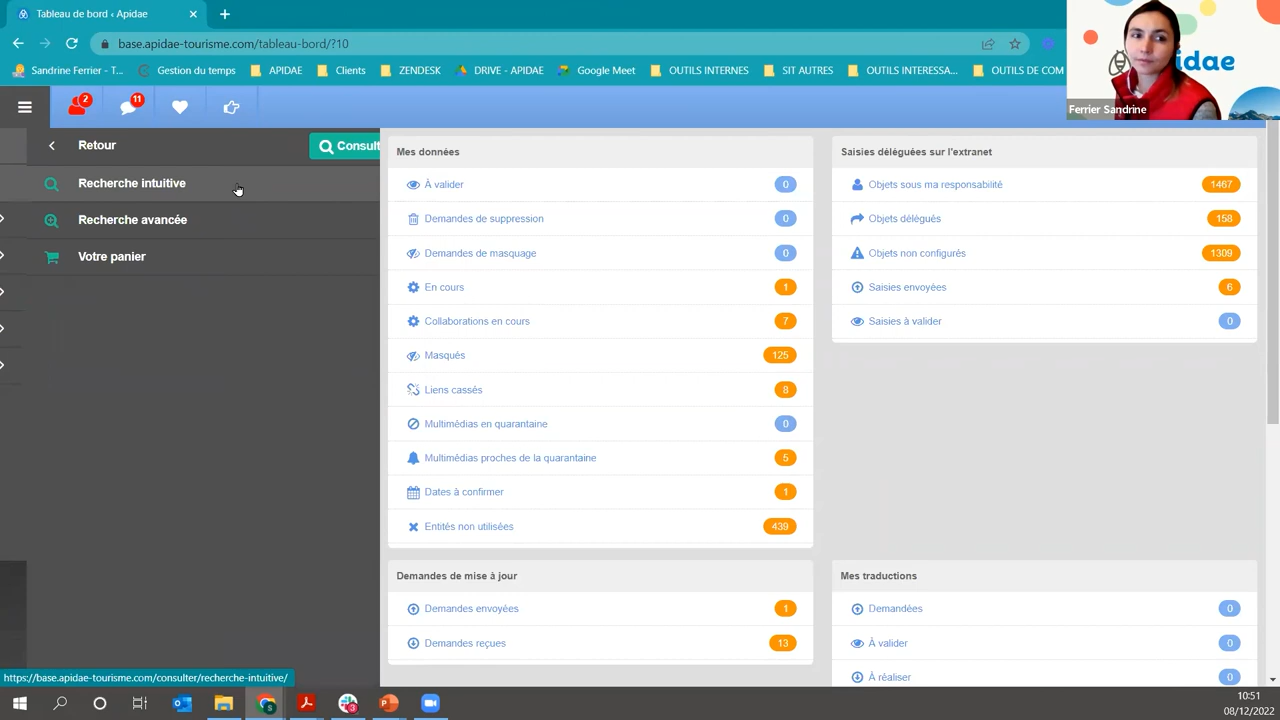 Tableau de bord ‹ Apidae
base.apidae-tourisme.com/tableau-bord/?10
Sandrine Ferrier - T...
Gestion du temps
APIDAE
Clients
ZENDESK
DRIVE - APIDAE
Google Meet
OUTILS INTERNES
SIT AUTRES
OUTILS INTERESSA...
OUTILS DE COM
idae
Ferrier Sandrine
2
11
Retour
Consult
Recherche intuitive
Recherche avancée
Votre panier
Mes données
À valider 0
Demandes de suppression 0
Demandes de masquage 0
En cours 1
Collaborations en cours 7
Masqués 125
Liens cassés 8
Multimédias en quarantaine 0
Multimédias proches de la quarantaine 5
Dates à confirmer 1
Entités non utilisées 439
Saisies déléguées sur l'extranet
Objets sous ma responsabilité 1467
Objets délégués 158
Objets non configurés 1309
Saisies envoyées 6
Saisies à valider 0
Demandes de mise à jour
Demandes envoyées 1
Demandes reçues 13
Mes traductions
Demandées 0
À valider 0
À réaliser 0
https://base.apidae-tourisme.com/consulter/recherche-intuitive/
3
10:51
08/12/2022